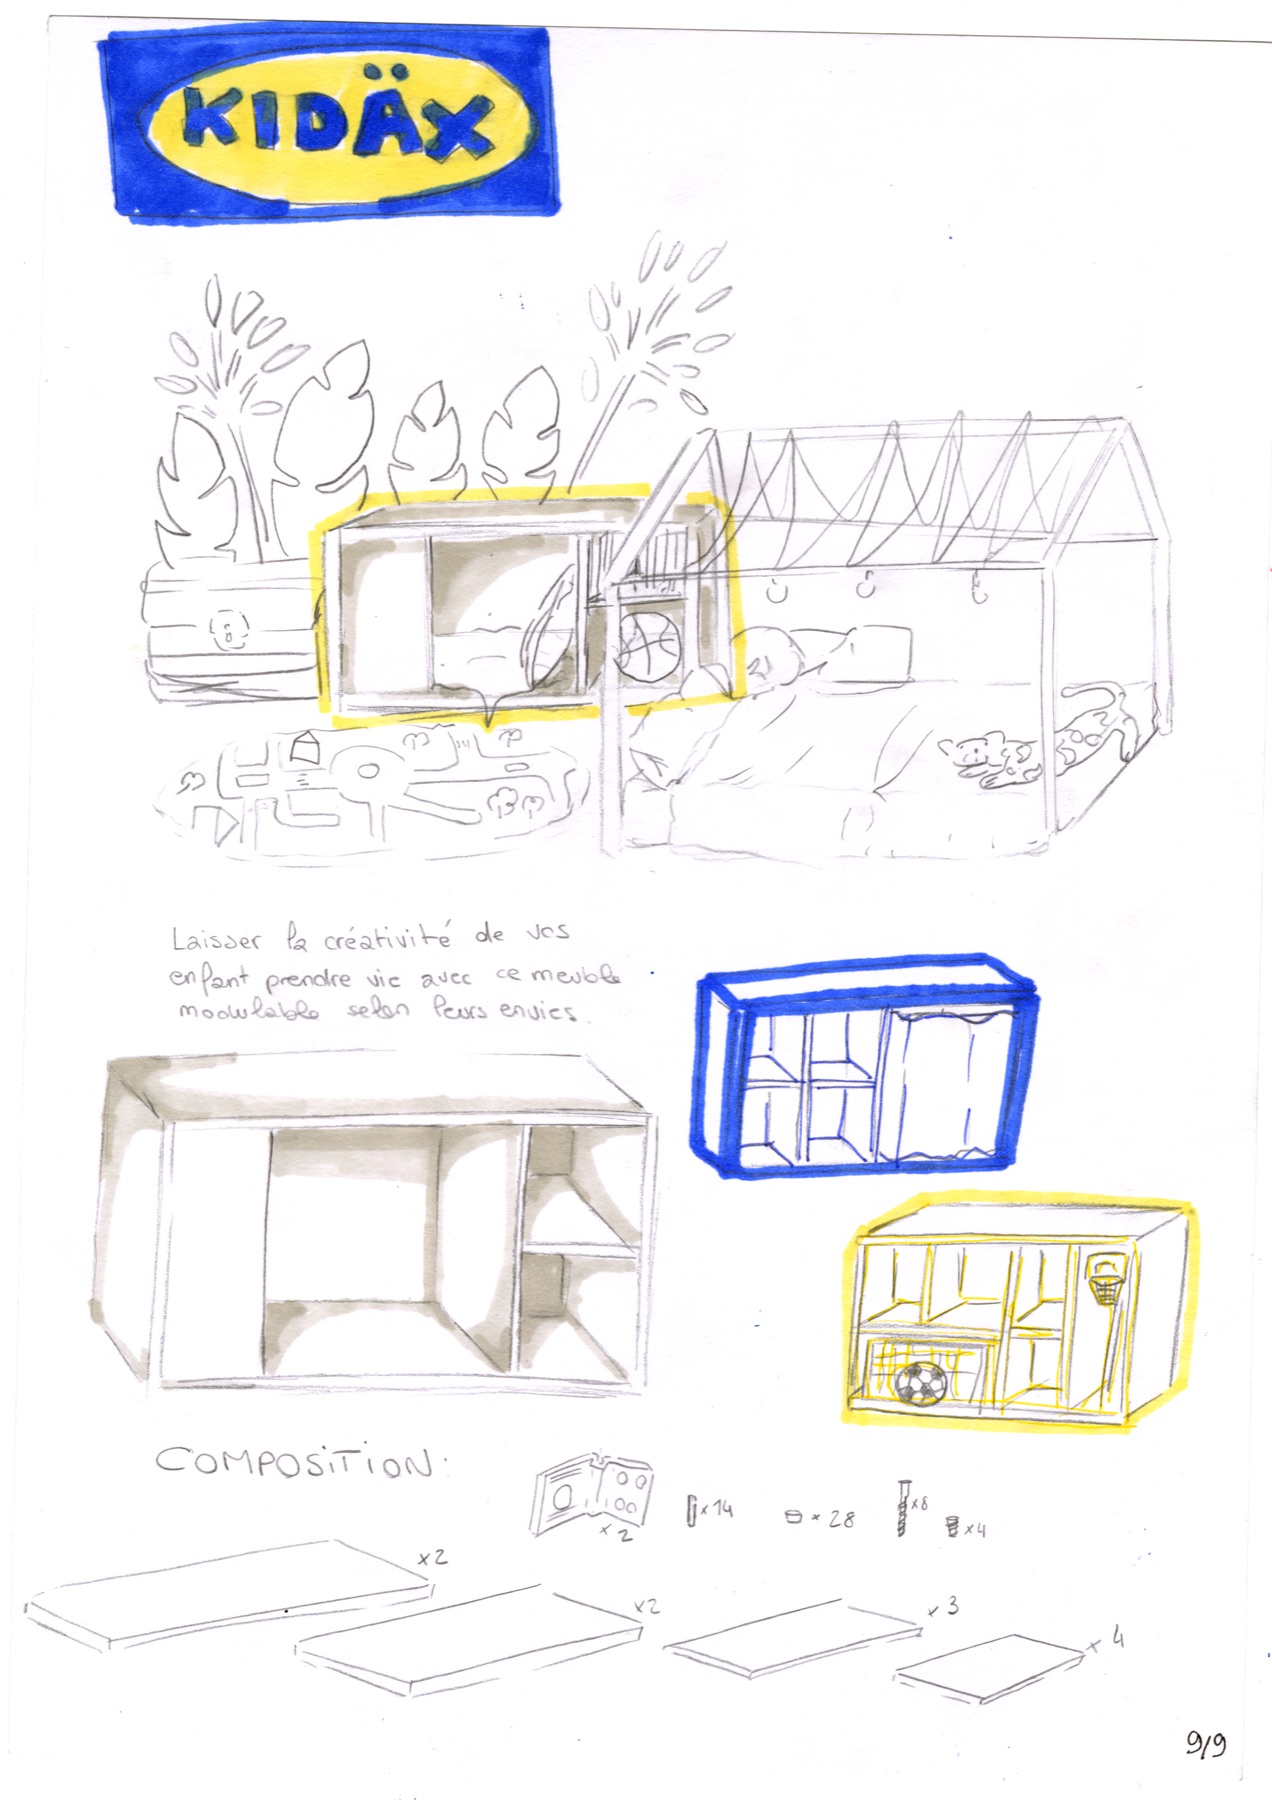 KIDÄX
Laisser la créativité de vos
enfant prendre vie avec ce meuble
modulable selon leurs envies.
COMPOSITION:
x2
x14
x28
x8
x4
x2
x2
x3
x4
9/9